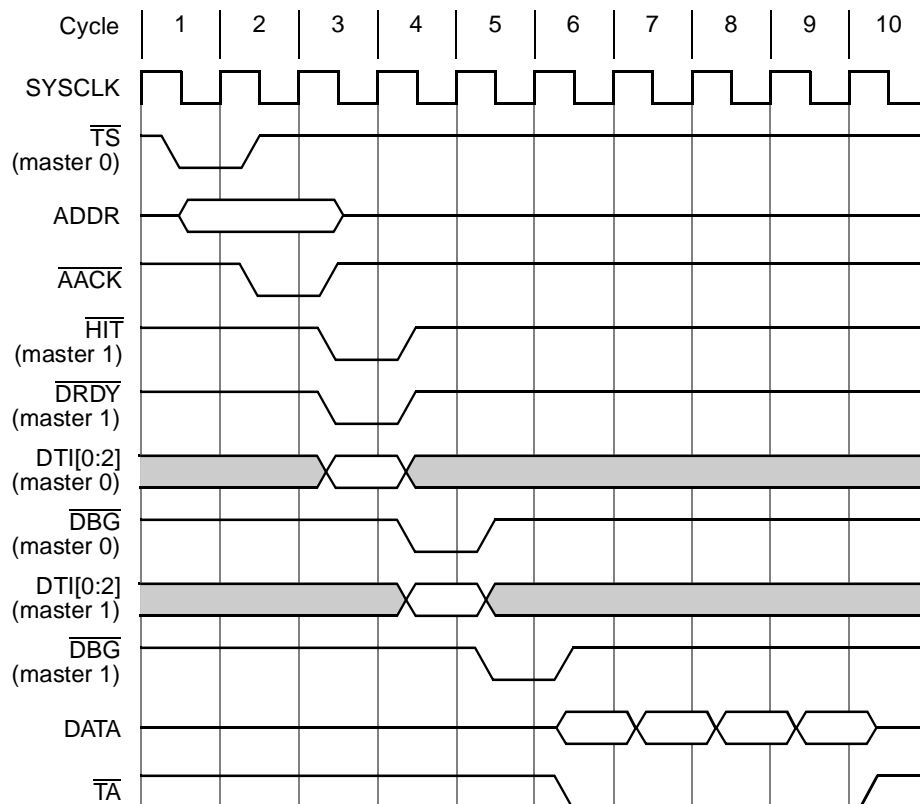 Cycle 1 2 3 4 5 6 7 8 9 10
SYSCLK
TS
(master 0)
ADDR
AACK
HIT
(master 1)
DRDY
(master 1)
DTI[0:2]
(master 0)
DBG
(master 0)
DTI[0:2]
(master 1)
DBG
(master 1)
DATA
TA